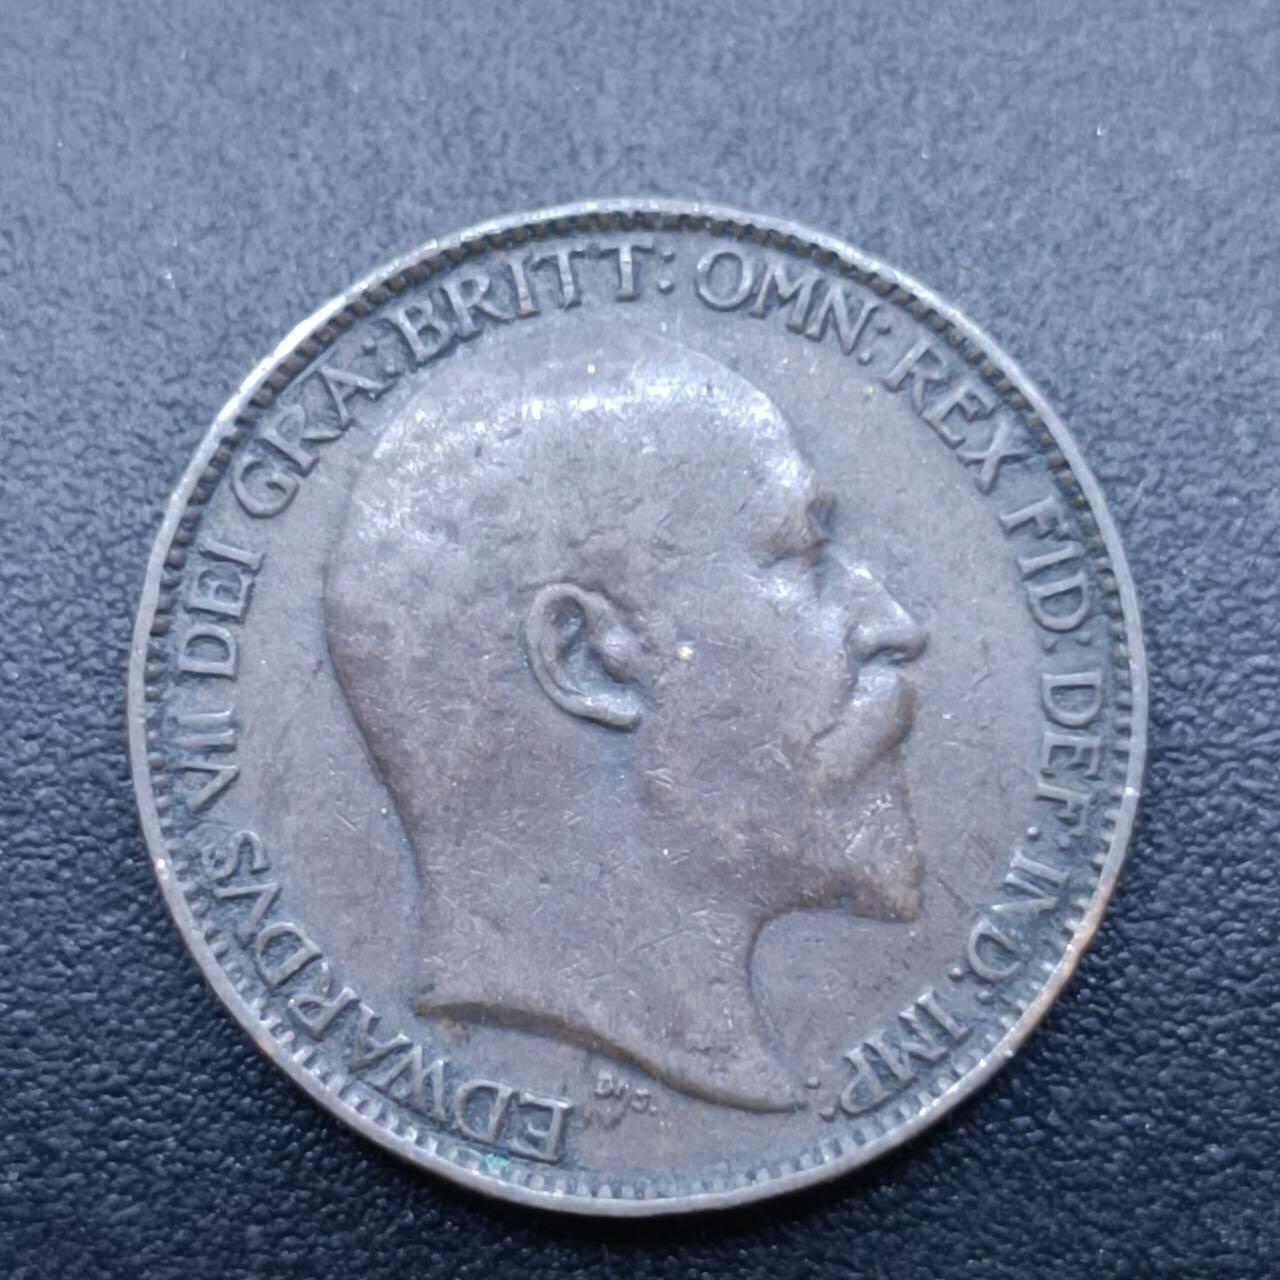 EDWARDVS VII DEI GRA: BRITT: OMN: REX FID: DEF: IND: IMP: